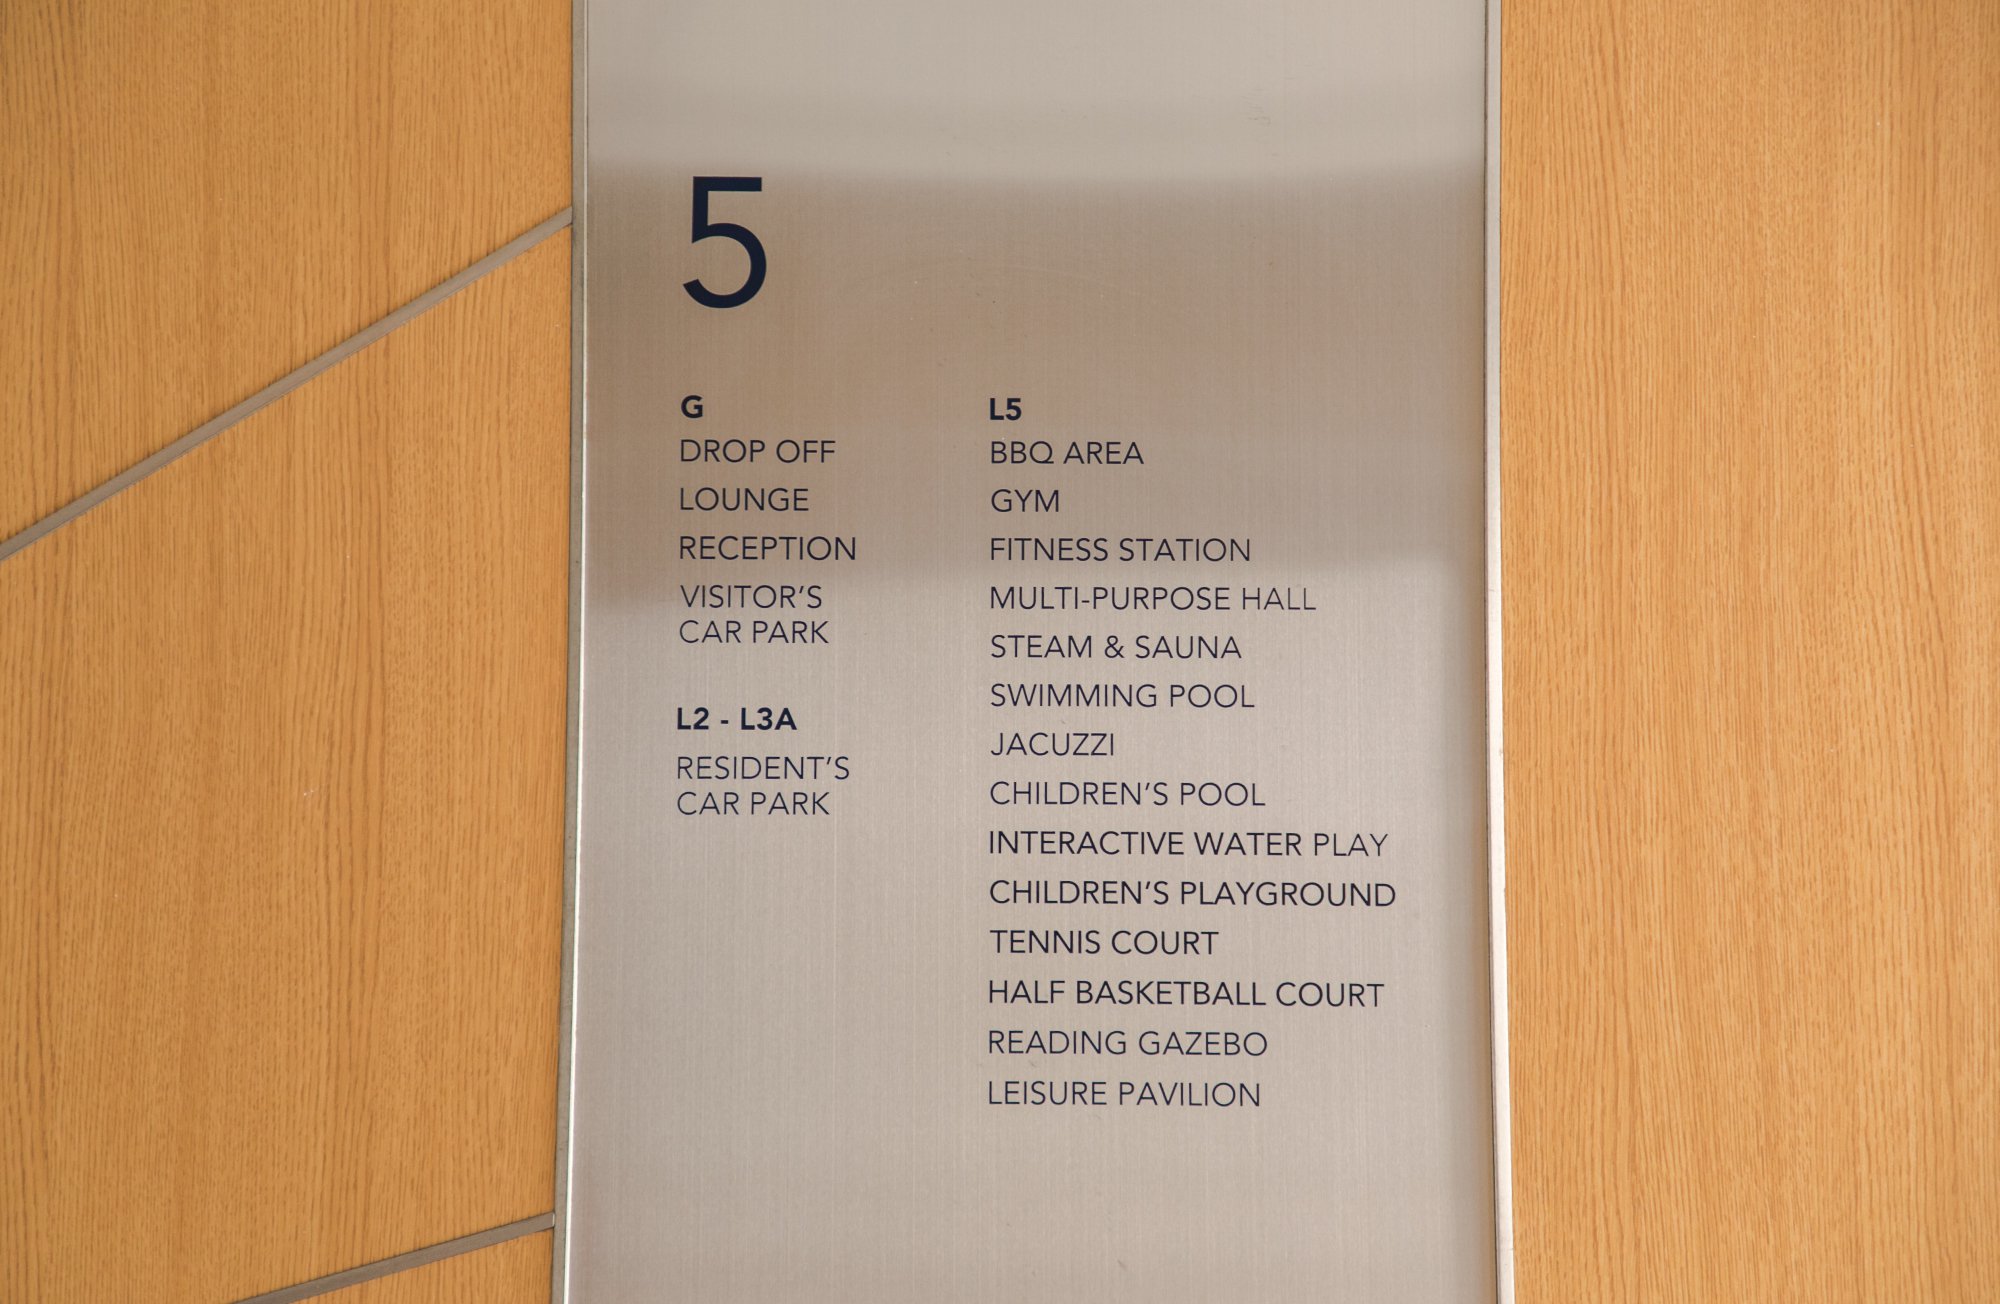 5
G
DROP OFF
LOUNGE
RECEPTION
VISITOR'S
CAR PARK
L2 - L3A
RESIDENT'S
CAR PARK
L5
BBQ AREA
GYM
FITNESS STATION
MULTI-PURPOSE HALL
STEAM & SAUNA
SWIMMING POOL
JACUZZI
CHILDREN'S POOL
INTERACTIVE WATER PLAY
CHILDREN'S PLAYGROUND
TENNIS COURT
HALF BASKETBALL COURT
READING GAZEBO
LEISURE PAVILION